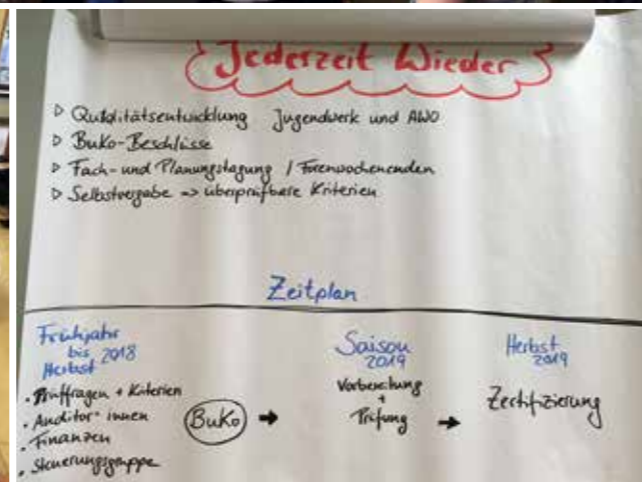 Jederzeit Wieder
▷ Qualitätsentwicklung Jugendwerk und AWO
▷ BuKo-Beschlüsse
▷ Fach- und Planungstagung / Forenwochenenden
▷ Selbstvergabe => überprüfbare Kriterien
Zeitplan
Frühjahr
bis 2018
Herbst
• Prüffragen + Kriterien
• Auditor*innen
• Finanzen
• Steuerungsgruppe
BuKo →
Saison
2019
Vorbereitung
+
Prüfung →
Herbst
2019
Zertifizierung